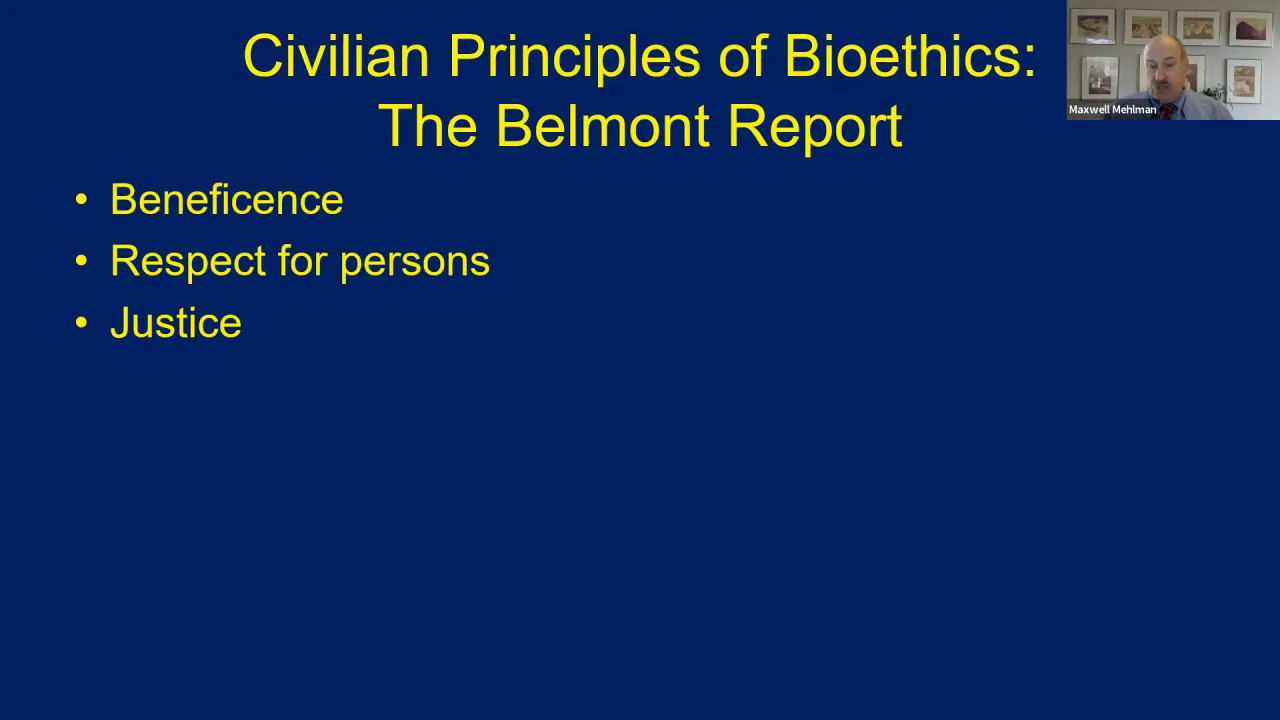 Civilian Principles of Bioethics:
The Belmont Report
Maxwell Mehlman
• Beneficence
• Respect for persons
• Justice